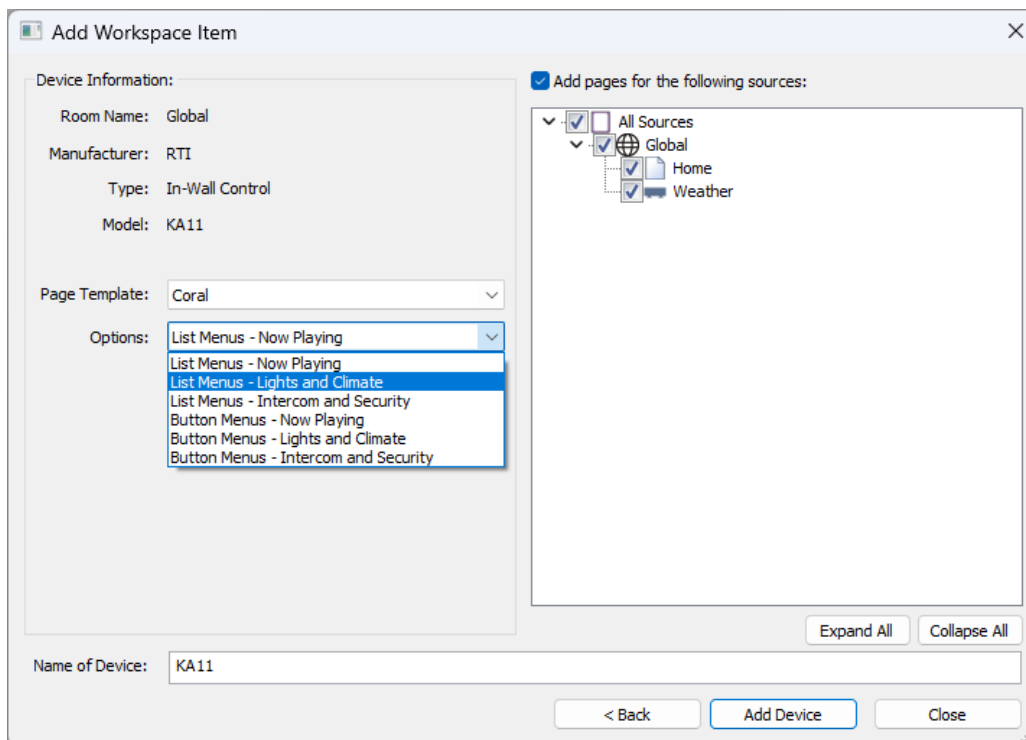 Add Workspace Item
Device Information:
Room Name: Global
Manufacturer: RTI
Type: In-Wall Control
Model: KA11
Page Template: Coral
Options: List Menus - Now Playing
List Menus - Now Playing
List Menus - Lights and Climate
List Menus - Intercom and Security
Button Menus - Now Playing
Button Menus - Lights and Climate
Button Menus - Intercom and Security
Add pages for the following sources:
All Sources
Global
Home
Weather
Expand All Collapse All
Name of Device: KA11
< Back Add Device Close